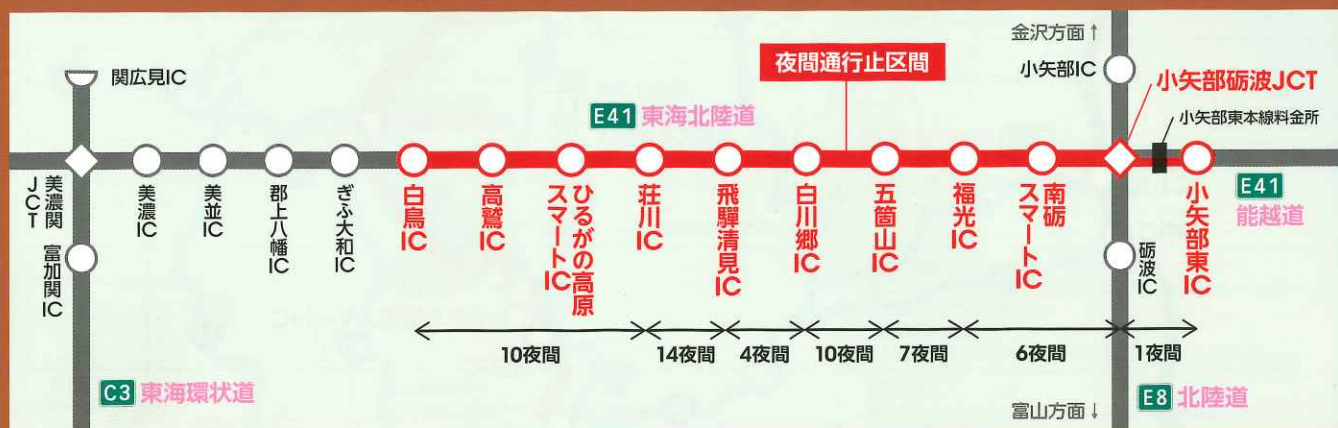 金沢方面↑
夜間通行止区間
関広見IC
小矢部IC
小矢部砺波JCT
E41 東海北陸道
小矢部東本線料金所
美濃関JCT
美濃IC
美並IC
郡上八幡IC
ぎふ大和IC
白鳥IC
高鷲IC
ひるがの高原スマートIC
荘川IC
飛驒清見IC
白川郷IC
五箇山IC
福光IC
南砺スマートIC
小矢部東IC
E41
能越道
富加関IC
砺波IC
10夜間
14夜間
4夜間
10夜間
7夜間
6夜間
1夜間
C3 東海環状道
E8 北陸道
富山方面↓